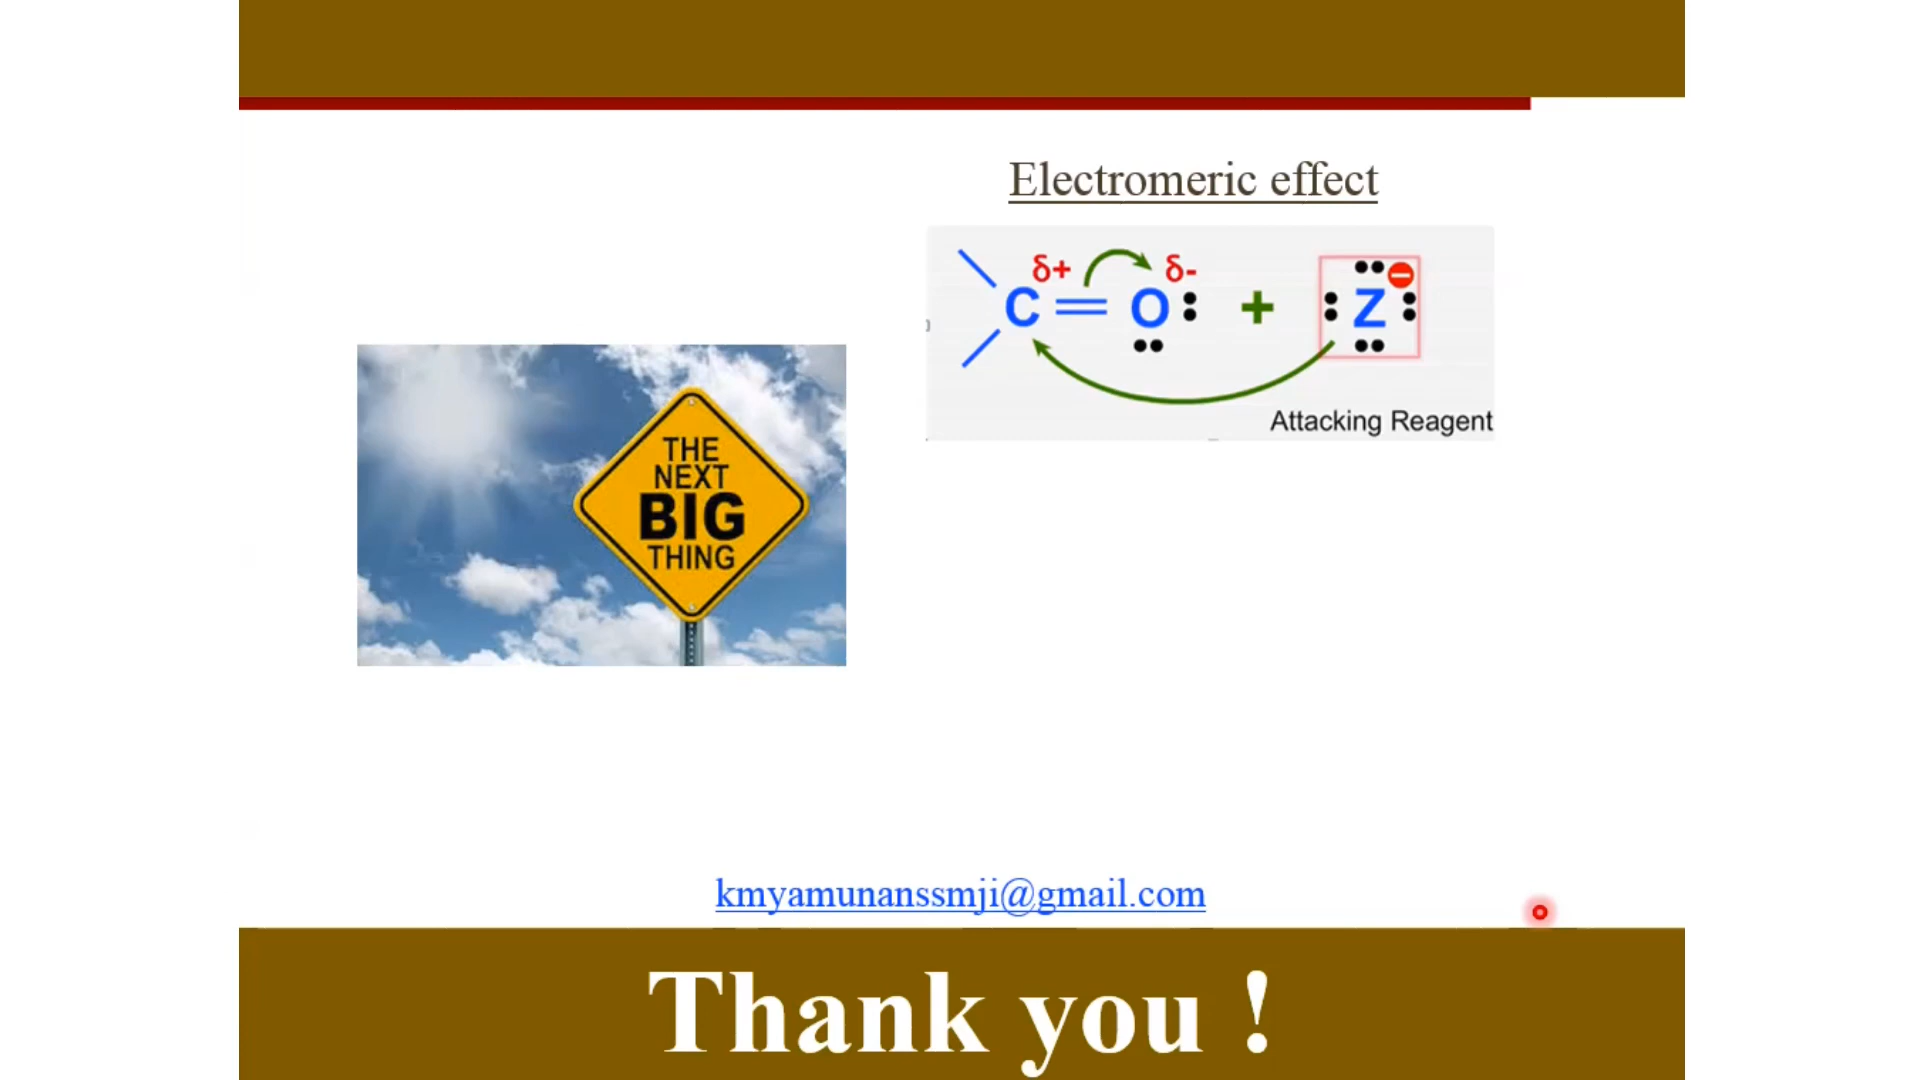 Electromeric effect
δ+ δ-
C = O + Z
Attacking Reagent
THE
NEXT
BIG
THING
kmyamunanssmji@gmail.com
Thank you !